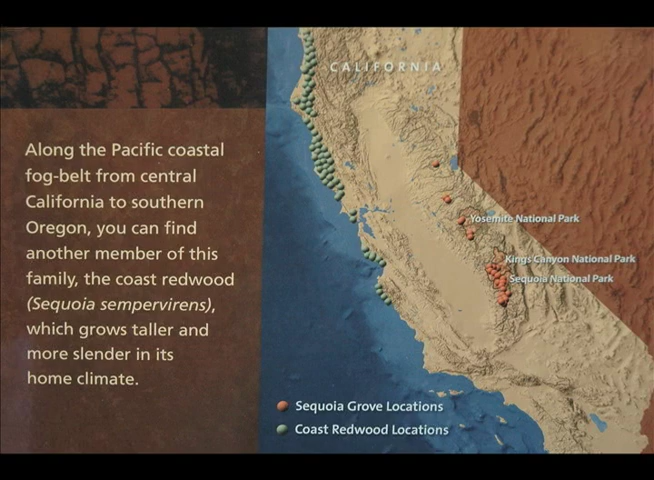 CALIFORNIA
Along the Pacific coastal
fog-belt from central
California to southern
Oregon, you can find
another member of this
family, the coast redwood
(Sequoia sempervirens),
which grows taller and
more slender in its
home climate.
Yosemite National Park
Kings Canyon National Park
Sequoia National Park
Sequoia Grove Locations
Coast Redwood Locations